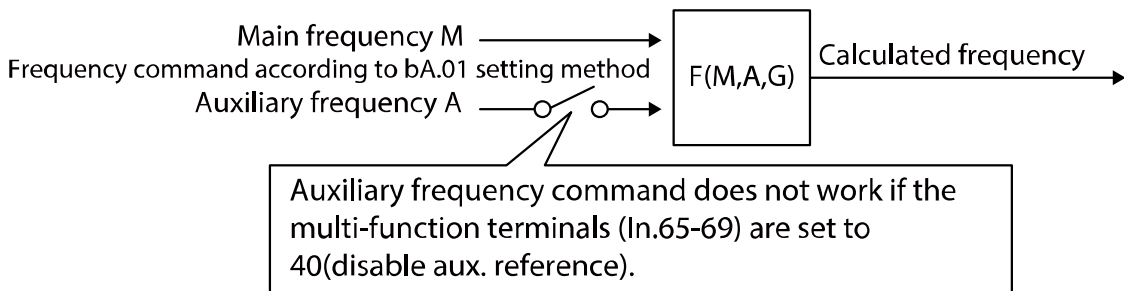 Main frequency M
Frequency command according to bA.01 setting method
Auxiliary frequency A
F(M,A,G)
Calculated frequency
Auxiliary frequency command does not work if the
multi-function terminals (In.65-69) are set to
40(disable aux. reference).